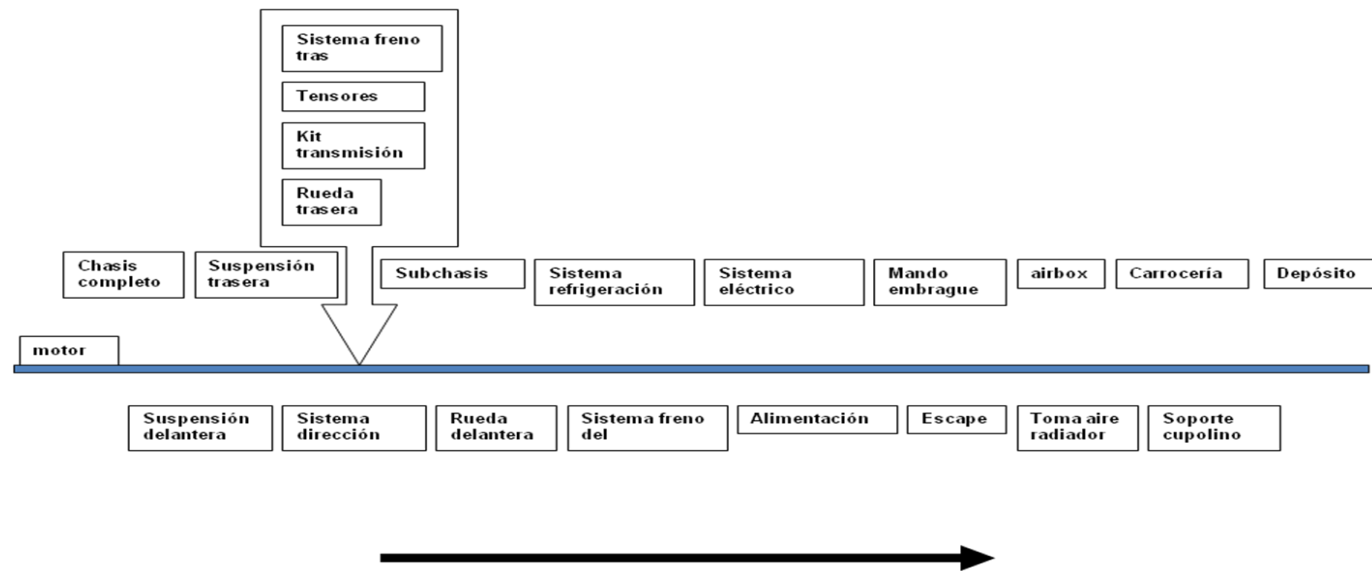 Sistema freno
tras
Tensores
Kit
transmisión
Rueda
trasera
Chasis
completo
Suspensión
trasera
Subchasis
Sistema
refrigeración
Sistema
eléctrico
Mando
embrague
airbox
Carrocería
Depósito
motor
Suspensión
delantera
Sistema
dirección
Rueda
delantera
Sistema freno
del
Alimentación
Escape
Toma aire
radiador
Soporte
cupolino